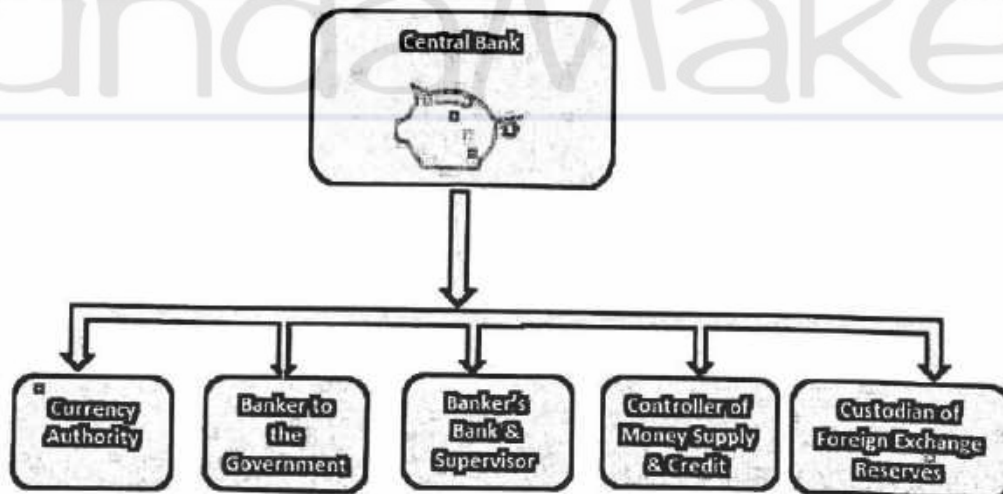 undaMake
Central Bank
Currency
Authority
Banker to
the
Government
Banker's
Bank &
Supervisor
Controller of
Money Supply
& Credit
Custodian of
Foreign Exchange
Reserves